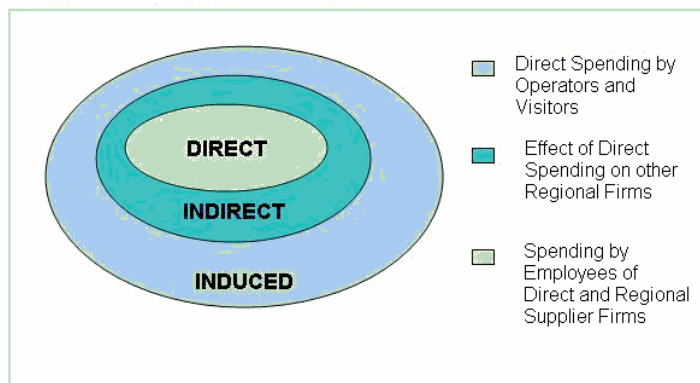 DIRECT
INDIRECT
INDUCED
Direct Spending by
Operators and
Visitors
Effect of Direct
Spending on other
Regional Firms
Spending by
Employees of
Direct and Regional
Supplier Firms